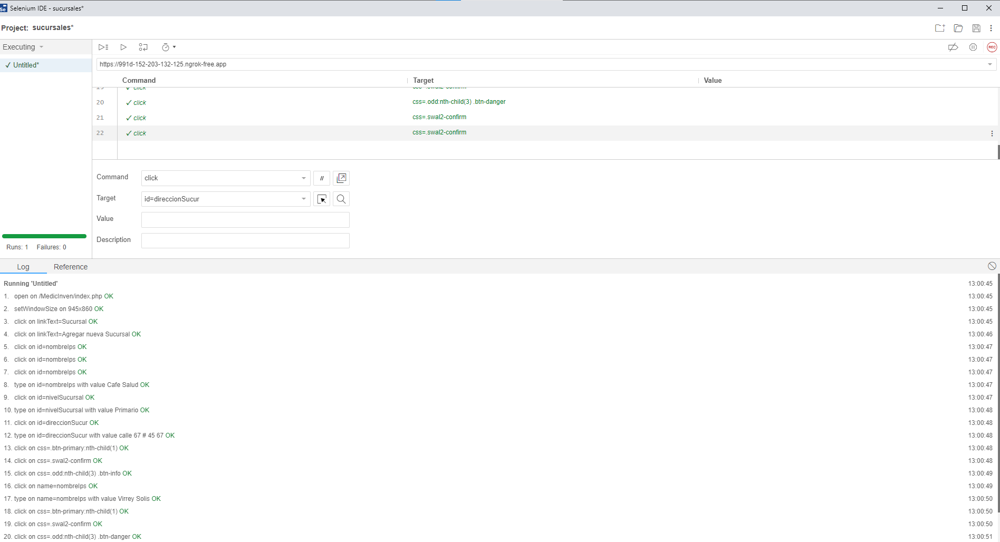 Selenium IDE - sucursales*
Project: sucursales*
Executing
✓ Untitled*
https://991d-152-203-132-125.ngrok-free.app
REC
Command Target Value
19 ✓ click css=.swal2-confirm
20 ✓ click css=.odd:nth-child(3) .btn-danger
21 ✓ click css=.swal2-confirm
22 ✓ click css=.swal2-confirm
Command click //
Target id=direccionSucur
Value
Description
Runs: 1 Failures: 0
Log Reference
Running 'Untitled' 13:00:45
1. open on /MedicInven/index.php OK 13:00:45
2. setWindowSize on 945x860 OK 13:00:45
3. click on linkText=Sucursal OK 13:00:45
4. click on linkText=Agregar nueva Sucursal OK 13:00:46
5. click on id=nombreIps OK 13:00:47
6. click on id=nombreIps OK 13:00:47
7. click on id=nombreIps OK 13:00:47
8. type on id=nombreIps with value Cafe Salud OK 13:00:47
9. click on id=nivelSucursal OK 13:00:47
10. type on id=nivelSucursal with value Primario OK 13:00:48
11. click on id=direccionSucur OK 13:00:48
12. type on id=direccionSucur with value calle 67 # 45 67 OK 13:00:48
13. click on css=.btn-primary:nth-child(1) OK 13:00:48
14. click on css=.swal2-confirm OK 13:00:48
15. click on css=.odd:nth-child(3) .btn-info OK 13:00:49
16. click on name=nombreIps OK 13:00:49
17. type on name=nombreIps with value Virrey Solis OK 13:00:50
18. click on css=.btn-primary:nth-child(1) OK 13:00:50
19. click on css=.swal2-confirm OK 13:00:50
20. click on css=.odd:nth-child(3) .btn-danger OK 13:00:51